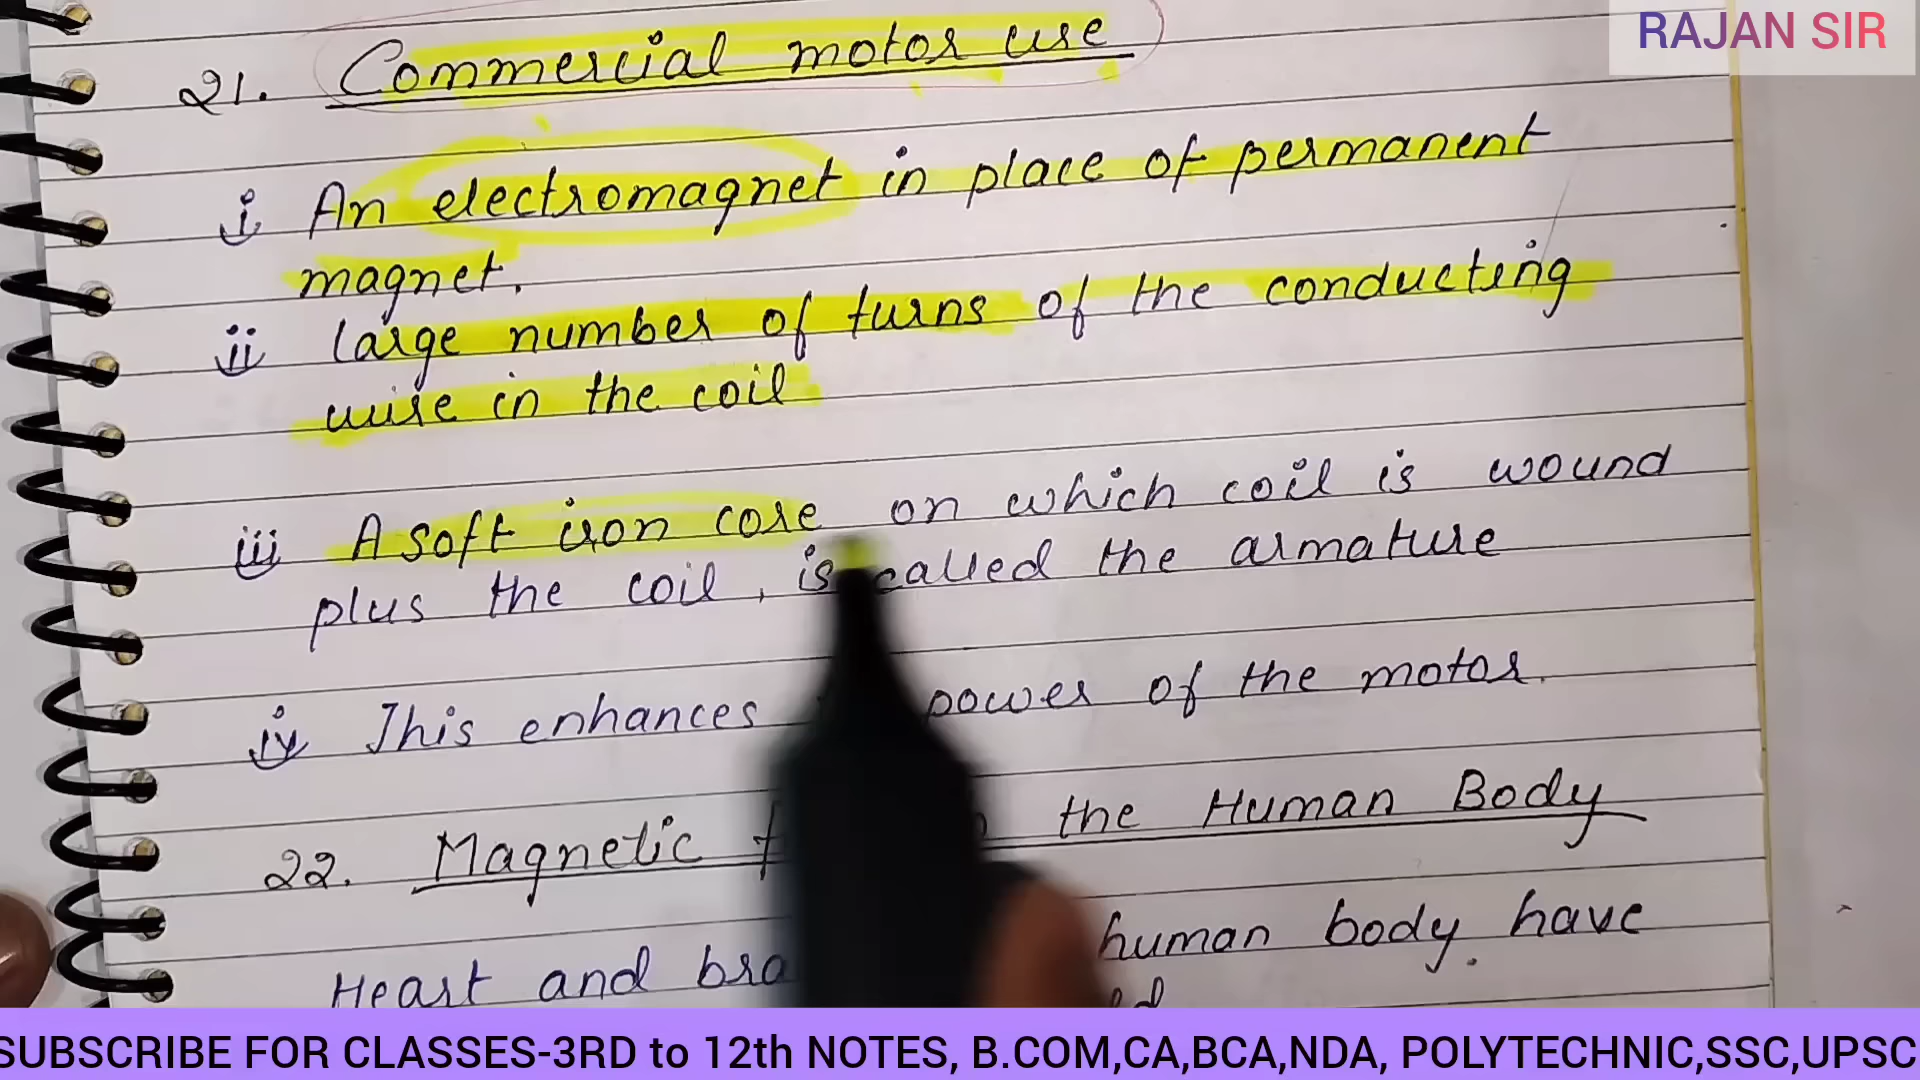 RAJAN SIR
21. Commercial motor use
i An electromagnet in place of permanent
magnet.
ii large number of turns of the conducting
wire in the coil
iii A soft iron core on which coil is wound
plus the coil, is called the armature
iv This enhances power of the motor.
22. Magnetic the Human Body
Heart and human body have
SUBSCRIBE FOR CLASSES-3RD to 12th NOTES, B.COM,CA,BCA,NDA, POLYTECHNIC,SSC,UPSC